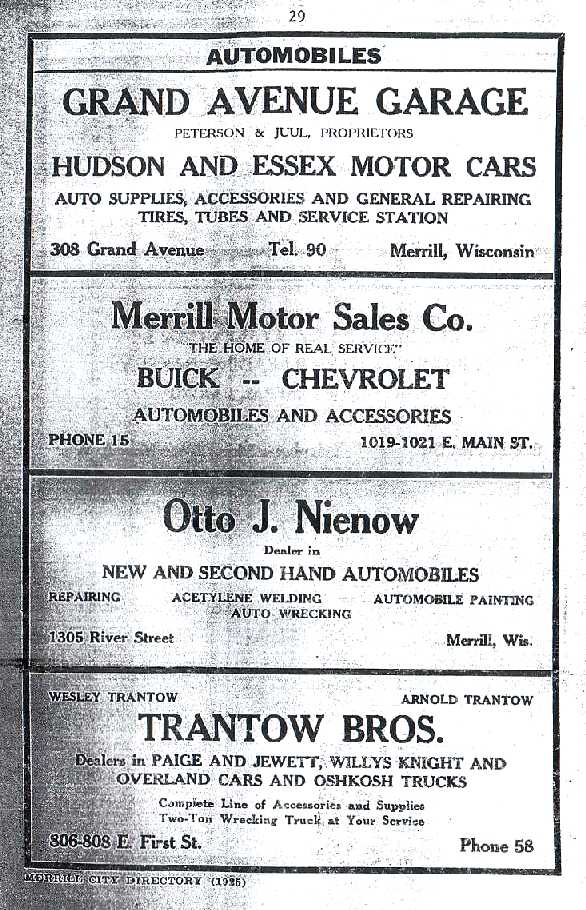 29
AUTOMOBILES
GRAND AVENUE GARAGE
PETERSON & JUUL, PROPRIETORS
HUDSON AND ESSEX MOTOR CARS
AUTO SUPPLIES, ACCESSORIES AND GENERAL REPAIRING
TIRES, TUBES AND SERVICE STATION
308 Grand Avenue Tel. 90 Merrill, Wisconsin
Merrill Motor Sales Co.
"THE HOME OF REAL SERVICE"
BUICK -- CHEVROLET
AUTOMOBILES AND ACCESSORIES
PHONE 15 1019-1021 E. MAIN ST.
Otto J. Nienow
Dealer in
NEW AND SECOND HAND AUTOMOBILES
REPAIRING ACETYLENE WELDING AUTOMOBILE PAINTING
AUTO WRECKING
1305 River Street Merrill, Wis.
WESLEY TRANTOW ARNOLD TRANTOW
TRANTOW BROS.
Dealers in PAIGE AND JEWETT, WILLYS KNIGHT AND
OVERLAND CARS AND OSHKOSH TRUCKS
Complete Line of Accessories and Supplies
Two-Ton Wrecking Truck at Your Service
806-808 E. First St. Phone 58
MERRILL CITY DIRECTORY (1925)